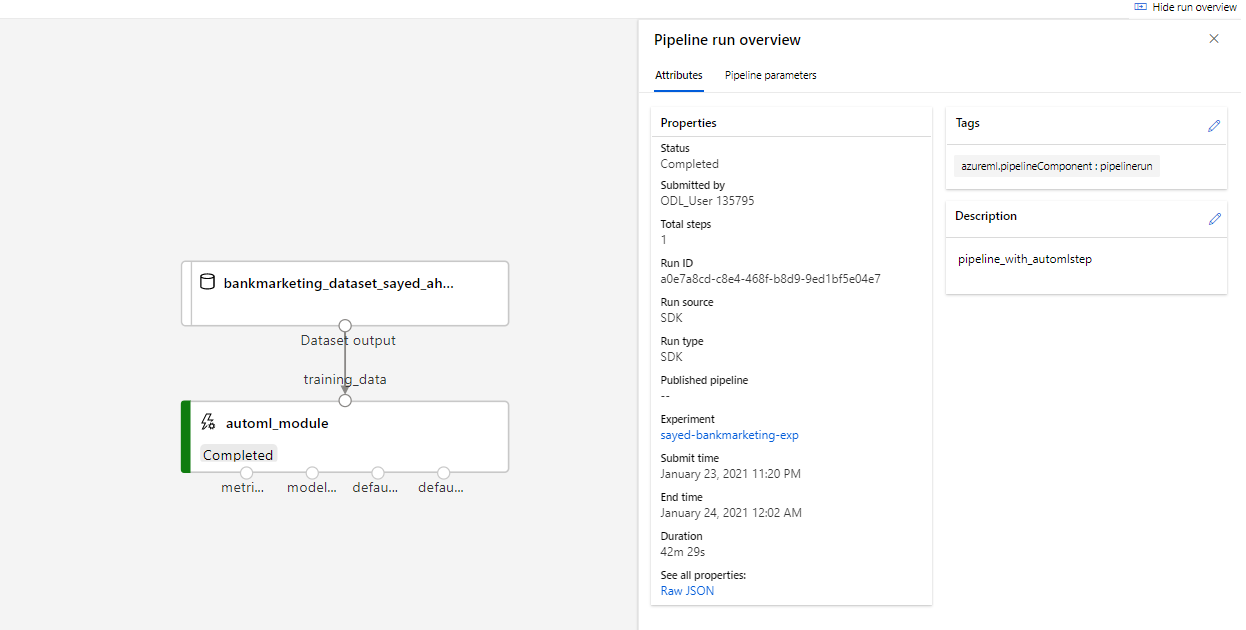 Hide run overview
bankmarketing_dataset_sayed_ah...
Dataset output
training_data
automl_module
Completed
metri... model... defau... defau...
Pipeline run overview
Attributes Pipeline parameters
Properties
Status
Completed
Submitted by
ODL_User 135795
Total steps
1
Run ID
a0e7a8cd-c8e4-468f-b8d9-9ed1bf5e04e7
Run source
SDK
Run type
SDK
Published pipeline
--
Experiment
sayed-bankmarketing-exp
Submit time
January 23, 2021 11:20 PM
End time
January 24, 2021 12:02 AM
Duration
42m 29s
See all properties:
Raw JSON
Tags
azureml.pipelineComponent : pipelinerun
Description
pipeline_with_automlstep